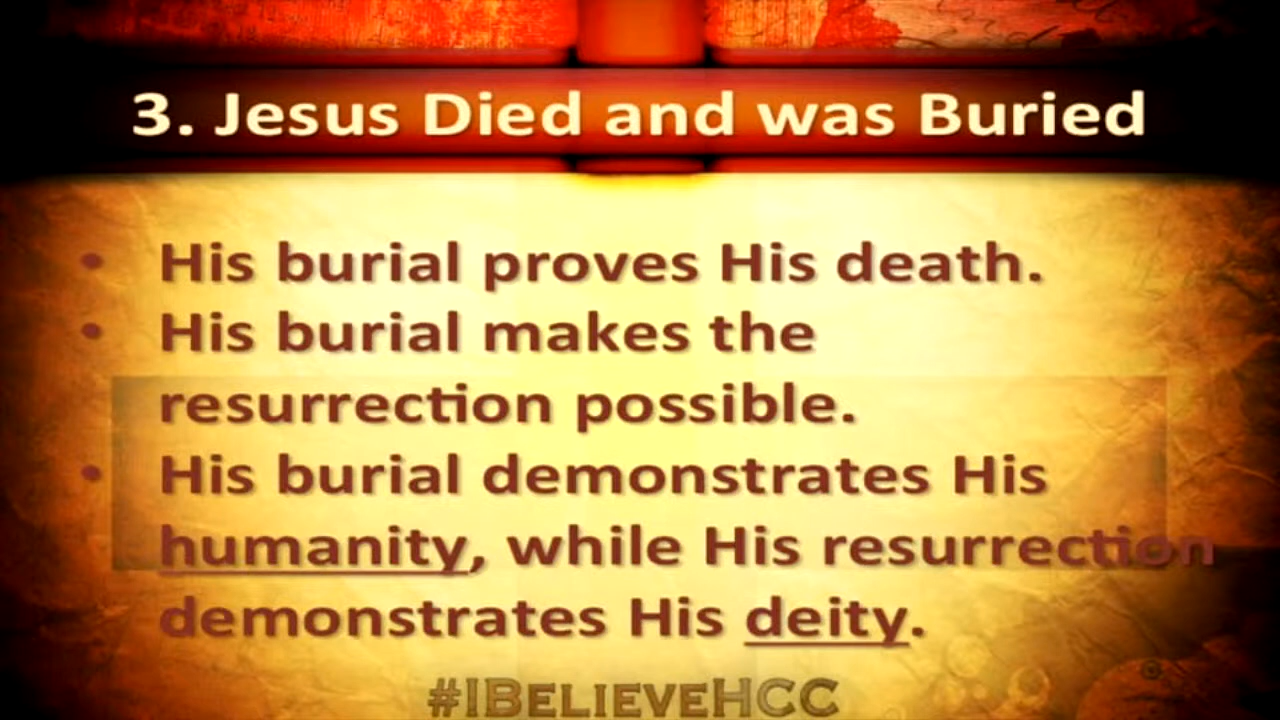 3. Jesus Died and was Buried
• His burial proves His death.
• His burial makes the
resurrection possible.
• His burial demonstrates His
humanity, while His resurrection
demonstrates His deity.
#IBELIEVEHCC